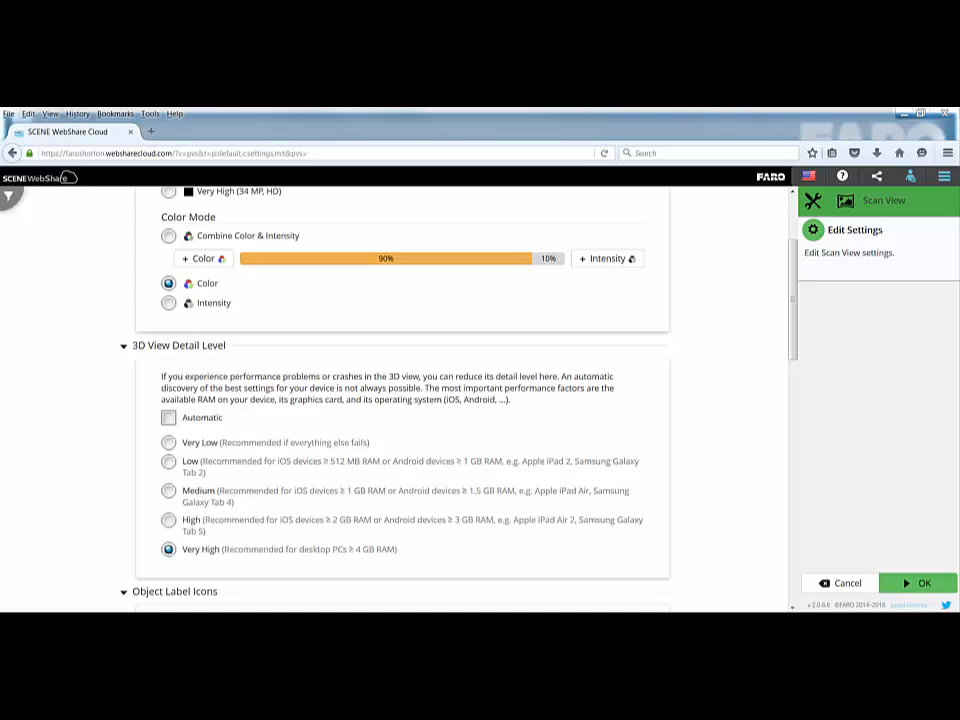 File Edit View History Bookmarks Tools Help
SCENE WebShare Cloud × +
https://faroshorton.websharecloud.com/?v=pvs&t=p:default,c:settings,m:t&pvs=
Search
SCENE WebShare
FARO
Very High (34 MP, HD)
Color Mode
Combine Color & Intensity
+ Color 90% 10% + Intensity
Color
Intensity
3D View Detail Level
If you experience performance problems or crashes in the 3D view, you can reduce its detail level here. An automatic
discovery of the best settings for your device is not always possible. The most important performance factors are the
available RAM on your device, its graphics card, and its operating system (iOS, Android, ...).
Automatic
Very Low (Recommended if everything else fails)
Low (Recommended for iOS devices ≥ 512 MB RAM or Android devices ≥ 1 GB RAM, e.g. Apple iPad 2, Samsung Galaxy
Tab 2)
Medium (Recommended for iOS devices ≥ 1 GB RAM or Android devices ≥ 1.5 GB RAM, e.g. Apple iPad Air, Samsung
Galaxy Tab 4)
High (Recommended for iOS devices ≥ 2 GB RAM or Android devices ≥ 3 GB RAM, e.g. Apple iPad Air 2, Samsung Galaxy
Tab S)
Very High (Recommended for desktop PCs ≥ 4 GB RAM)
Object Label Icons
Scan View
Edit Settings
Edit Scan View settings.
Cancel
OK
v 2.0.6.6 ©FARO 2014-2016 Legal Notices